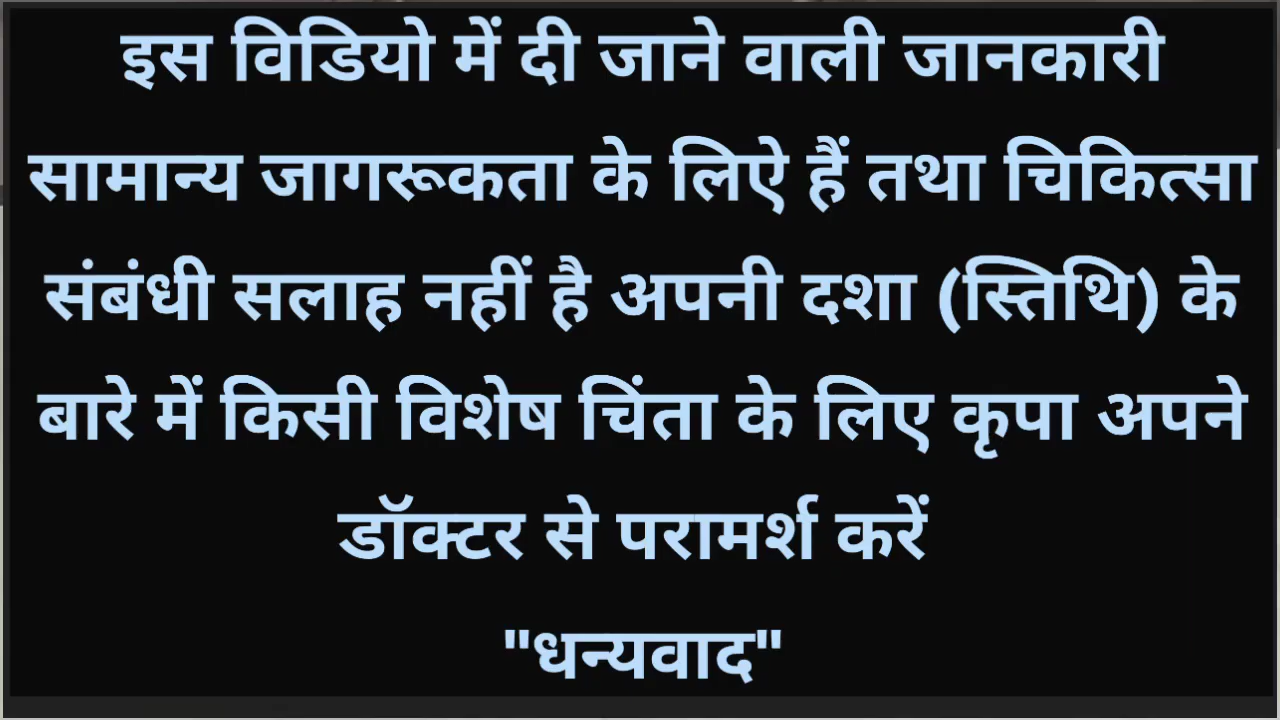 इस विडियो में दी जाने वाली जानकारी
सामान्य जागरूकता के लिऐ हैं तथा चिकित्सा
संबंधी सलाह नहीं है अपनी दशा (स्तिथि) के
बारे में किसी विशेष चिंता के लिए कृपा अपने
डॉक्टर से परामर्श करें
"धन्यवाद"